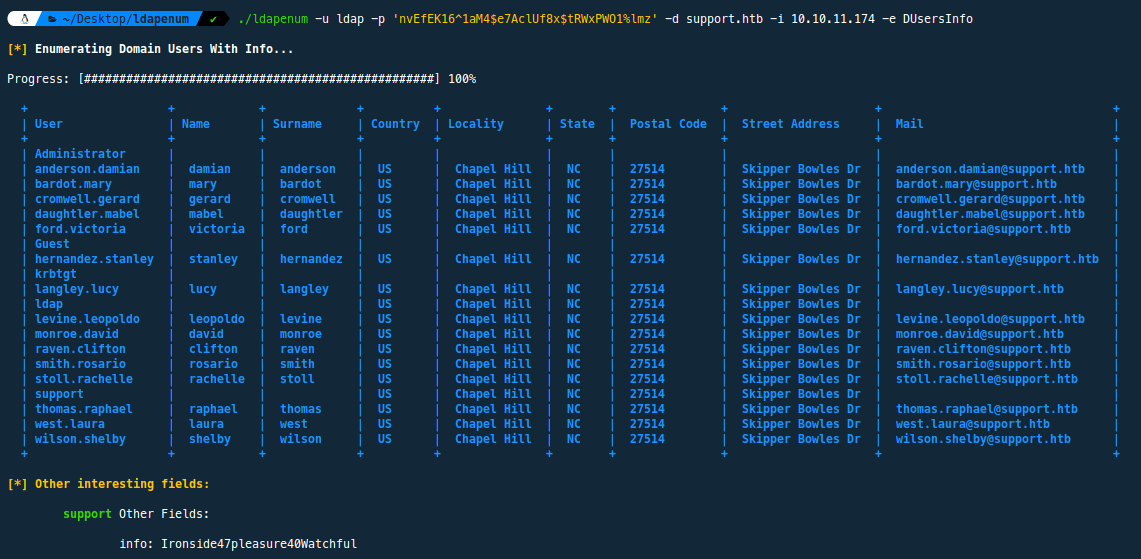 ~/Desktop/ldapenum ✔ ./ldapenum -u ldap -p 'nvEfEK16^1aM4$e7AclUf8x$tRWxPWO1%lmz' -d support.htb -i 10.10.11.174 -e DUsersInfo
[*] Enumerating Domain Users With Info...
Progress: [##################################################] 100%
+ + + + + + + + + +
| User | Name | Surname | Country | Locality | State | Postal Code | Street Address | Mail |
+ + + + + + + + + +
| Administrator | | | | | | | | |
| anderson.damian | damian | anderson | US | Chapel Hill | NC | 27514 | Skipper Bowles Dr | anderson.damian@support.htb |
| bardot.mary | mary | bardot | US | Chapel Hill | NC | 27514 | Skipper Bowles Dr | bardot.mary@support.htb |
| cromwell.gerard | gerard | cromwell | US | Chapel Hill | NC | 27514 | Skipper Bowles Dr | cromwell.gerard@support.htb |
| daughtler.mabel | mabel | daughtler | US | Chapel Hill | NC | 27514 | Skipper Bowles Dr | daughtler.mabel@support.htb |
| ford.victoria | victoria | ford | US | Chapel Hill | NC | 27514 | Skipper Bowles Dr | ford.victoria@support.htb |
| Guest | | | | | | | | |
| hernandez.stanley | stanley | hernandez | US | Chapel Hill | NC | 27514 | Skipper Bowles Dr | hernandez.stanley@support.htb |
| krbtgt | | | | | | | | |
| langley.lucy | lucy | langley | US | Chapel Hill | NC | 27514 | Skipper Bowles Dr | langley.lucy@support.htb |
| ldap | | | US | Chapel Hill | NC | 27514 | Skipper Bowles Dr | |
| levine.leopoldo | leopoldo | levine | US | Chapel Hill | NC | 27514 | Skipper Bowles Dr | levine.leopoldo@support.htb |
| monroe.david | david | monroe | US | Chapel Hill | NC | 27514 | Skipper Bowles Dr | monroe.david@support.htb |
| raven.clifton | clifton | raven | US | Chapel Hill | NC | 27514 | Skipper Bowles Dr | raven.clifton@support.htb |
| smith.rosario | rosario | smith | US | Chapel Hill | NC | 27514 | Skipper Bowles Dr | smith.rosario@support.htb |
| stoll.rachelle | rachelle | stoll | US | Chapel Hill | NC | 27514 | Skipper Bowles Dr | stoll.rachelle@support.htb |
| support | | | US | Chapel Hill | NC | 27514 | Skipper Bowles Dr | |
| thomas.raphael | raphael | thomas | US | Chapel Hill | NC | 27514 | Skipper Bowles Dr | thomas.raphael@support.htb |
| west.laura | laura | west | US | Chapel Hill | NC | 27514 | Skipper Bowles Dr | west.laura@support.htb |
| wilson.shelby | shelby | wilson | US | Chapel Hill | NC | 27514 | Skipper Bowles Dr | wilson.shelby@support.htb |
+ + + + + + + + + +
[*] Other interesting fields:
support Other Fields:
info: Ironside47pleasure40Watchful